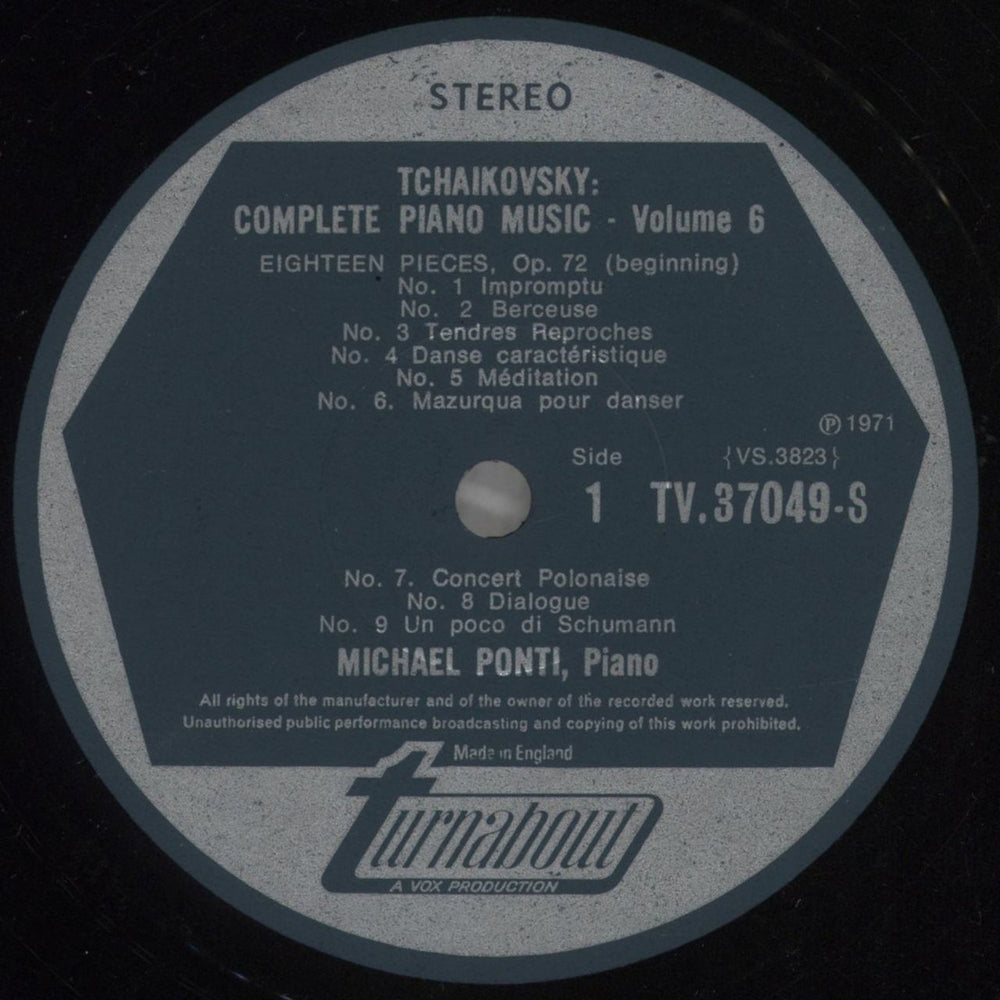 STEREO
TCHAIKOVSKY:
COMPLETE PIANO MUSIC - Volume 6
EIGHTEEN PIECES, Op. 72 (beginning)
No. 1 Impromptu
No. 2 Berceuse
No. 3 Tendres Reproches
No. 4 Danse caractéristique
No. 5 Méditation
No. 6. Mazurqua pour danser
℗ 1971
Side {VS.3823}
1 TV.37049-S
No. 7. Concert Polonaise
No. 8 Dialogue
No. 9 Un poco di Schumann
MICHAEL PONTI, Piano
All rights of the manufacturer and of the owner of the recorded work reserved.
Unauthorised public performance broadcasting and copying of this work prohibited.
Made in England
turnabout
A VOX PRODUCTION